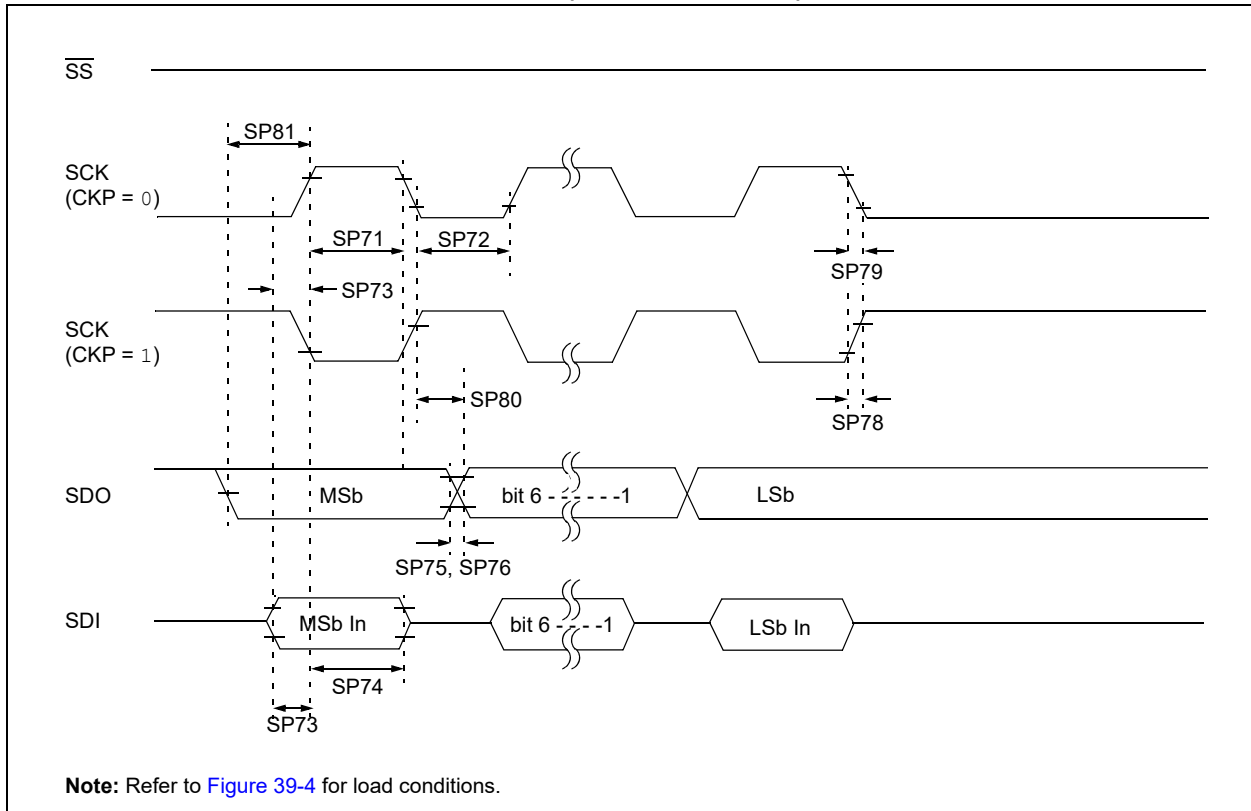 SS
SP81
SCK
(CKP = 0)
SP71
SP72
SP79
SP73
SCK
(CKP = 1)
SP80
SP78
SDO
MSb
bit 6 - - - - - -1
LSb
SP75, SP76
SDI
MSb In
bit 6 - - - -1
LSb In
SP74
SP73
Note: Refer to Figure 39-4 for load conditions.